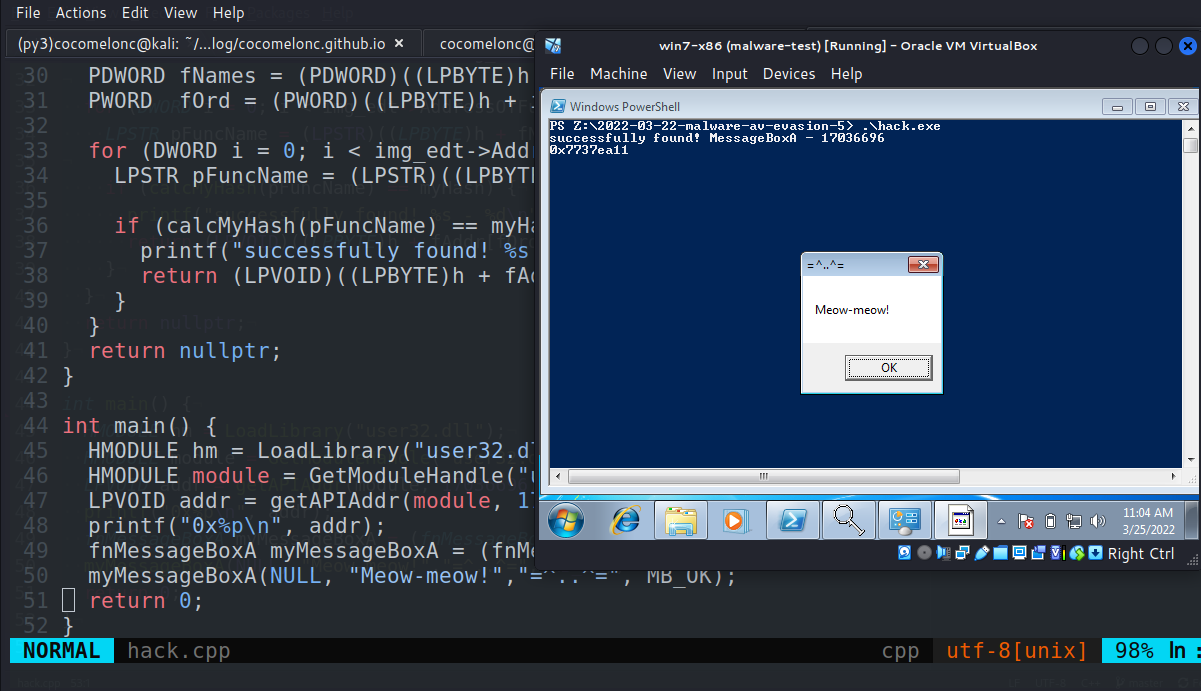 File Actions Edit View Help
(py3)cocomelonc@kali: ~/...log/cocomelonc.github.io ×
cocomelonc@
30 PDWORD fNames = (PDWORD)((LPBYTE)h
31 PWORD fOrd = (PWORD)((LPBYTE)h +
32
33 for (DWORD i = 0; i < img_edt->Addr
34 LPSTR pFuncName = (LPSTR)((LPBYTE
35
36 if (calcMyHash(pFuncName) == myHa
37 printf("successfully found! %s
38 return (LPVOID)((LPBYTE)h + fAd
39 }
40 }
41 return nullptr;
42 }
43
44 int main() {
45 HMODULE hm = LoadLibrary("user32.dl
46 HMODULE module = GetModuleHandle("u
47 LPVOID addr = getAPIAddr(module, 1
48 printf("0x%p\n", addr);
49 fnMessageBoxA myMessageBoxA = (fnMe
50 myMessageBoxA(NULL, "Meow-meow!","=^..^=", MB_OK);
51 return 0;
52 }
NORMAL hack.cpp cpp utf-8[unix] 98% ln :
win7-x86 (malware-test) [Running] - Oracle VM VirtualBox
File Machine View Input Devices Help
Windows PowerShell
PS Z:\2022-03-22-malware-av-evasion-5> .\hack.exe
successfully found! MessageBoxA - 17036696
0x7737ea11
=^..^=
Meow-meow!
OK
11:04 AM
3/25/2022
Right Ctrl